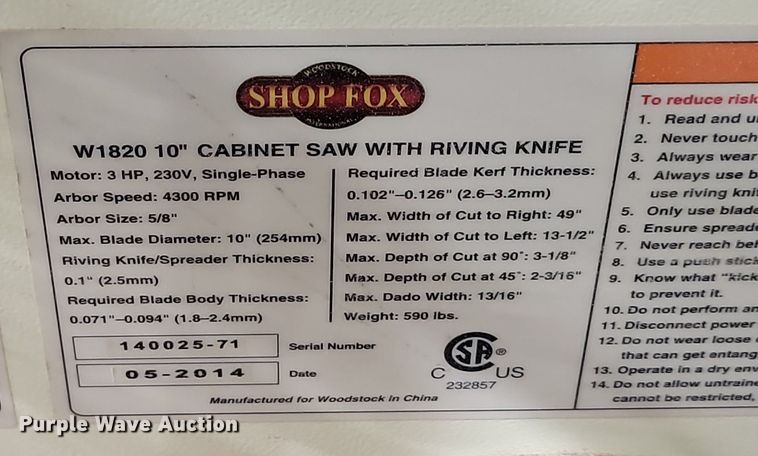 WOODSTOCK
SHOP FOX
INTERNATIONAL
W1820 10" CABINET SAW WITH RIVING KNIFE
Motor: 3 HP, 230V, Single-Phase
Arbor Speed: 4300 RPM
Arbor Size: 5/8"
Max. Blade Diameter: 10" (254mm)
Riving Knife/Spreader Thickness:
0.1" (2.5mm)
Required Blade Body Thickness:
0.071"–0.094" (1.8–2.4mm)
Required Blade Kerf Thickness:
0.102"–0.126" (2.6–3.2mm)
Max. Width of Cut to Right: 49"
Max. Width of Cut to Left: 13-1/2"
Max. Depth of Cut at 90°: 3-1/8"
Max. Depth of Cut at 45°: 2-3/16"
Max. Dado Width: 13/16"
Weight: 590 lbs.
140025-71 Serial Number
05-2014 Date
C SA ® US
232857
Manufactured for Woodstock in China
To reduce risk
1. Read and
2. Never touch
3. Always wear
4. Always use
use riving
5. Only use blade
6. Ensure
7. Never reach
8. Use a push
9. Know what "kick
to prevent it.
10. Do not perform
11. Disconnect power
12. Do not wear loose
that can get
13. Operate in a dry
14. Do not allow
cannot be restricted,
Purple Wave Auction